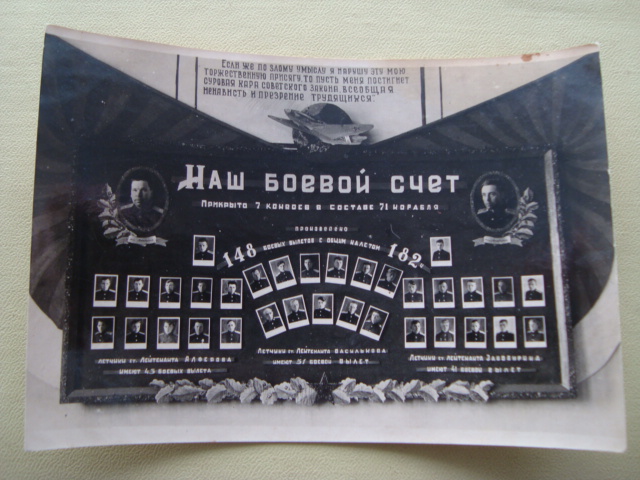 Если же по злому умыслу я нарушу эту мою
торжественную присягу, то пусть меня постигнет
суровая кара советского закона, всеобщая
ненависть и презрение трудящихся.
Наш боевой счет
Прикрыто 7 конвоев в составе 71 корабля
произведено
148 боевых вылетов с общим налетом 182
Летчики ст. Лейтенанта
имеют 45 боевых вылета
Летчики ст. Лейтенанта Васильнова
имеют 57 боевой вылет
Летчики ст. Лейтенанта
имеют 41 боевой вылет